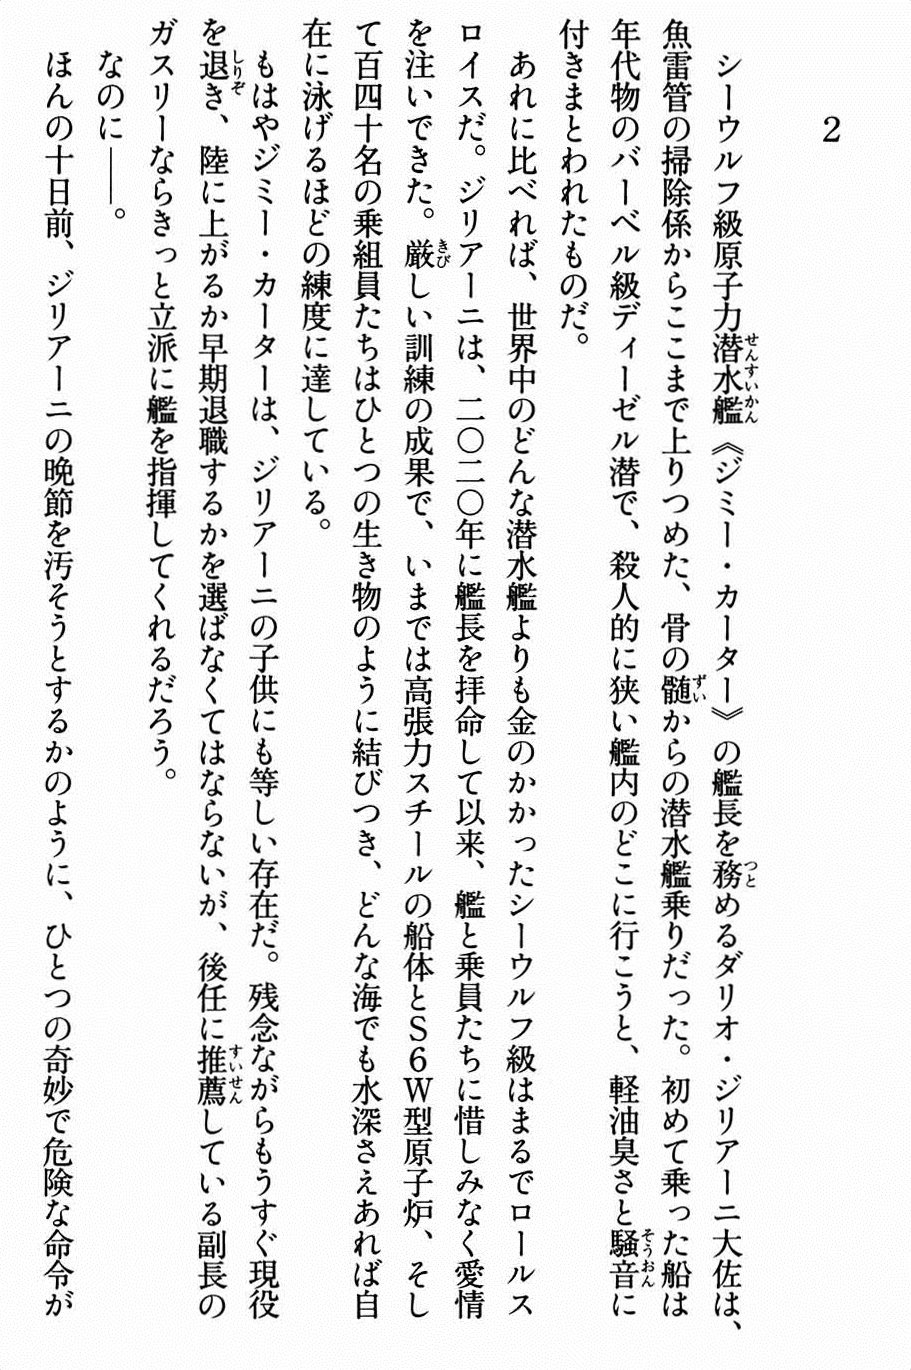 2
シーウルフ級原子力潜水艦《ジミー・カーター》の艦長を務めるダリオ・ジリアーニ大佐は、
魚雷管の掃除係からここまで上りつめた、骨の髄からの潜水艦乗りだった。初めて乗った船は
年代物のバーベル級ディーゼル潜で、殺人的に狭い艦内のどこに行こうと、軽油臭さと騒音に
付きまとわれたものだ。
あれに比べれば、世界中のどんな潜水艦よりも金のかかったシーウルフ級はまるでロールス
ロイスだ。ジリアーニは、二〇二〇年に艦長を拝命して以来、艦と乗員たちに惜しみなく愛情
を注いできた。厳しい訓練の成果で、いまでは高張力スチールの船体とS6W型原子炉、そし
て百四十名の乗組員たちはひとつの生き物のように結びつき、どんな海でも水深さえあれば自
在に泳げるほどの練度に達している。
もはやジミー・カーターは、ジリアーニの子供にも等しい存在だ。残念ながらもうすぐ現役
を退き、陸に上がるか早期退職するかを選ばなくてはならないが、後任に推薦している副長の
ガスリーならきっと立派に艦を指揮してくれるだろう。
なのに――。
ほんの十日前、ジリアーニの晩節を汚そうとするかのように、ひとつの奇妙で危険な命令が